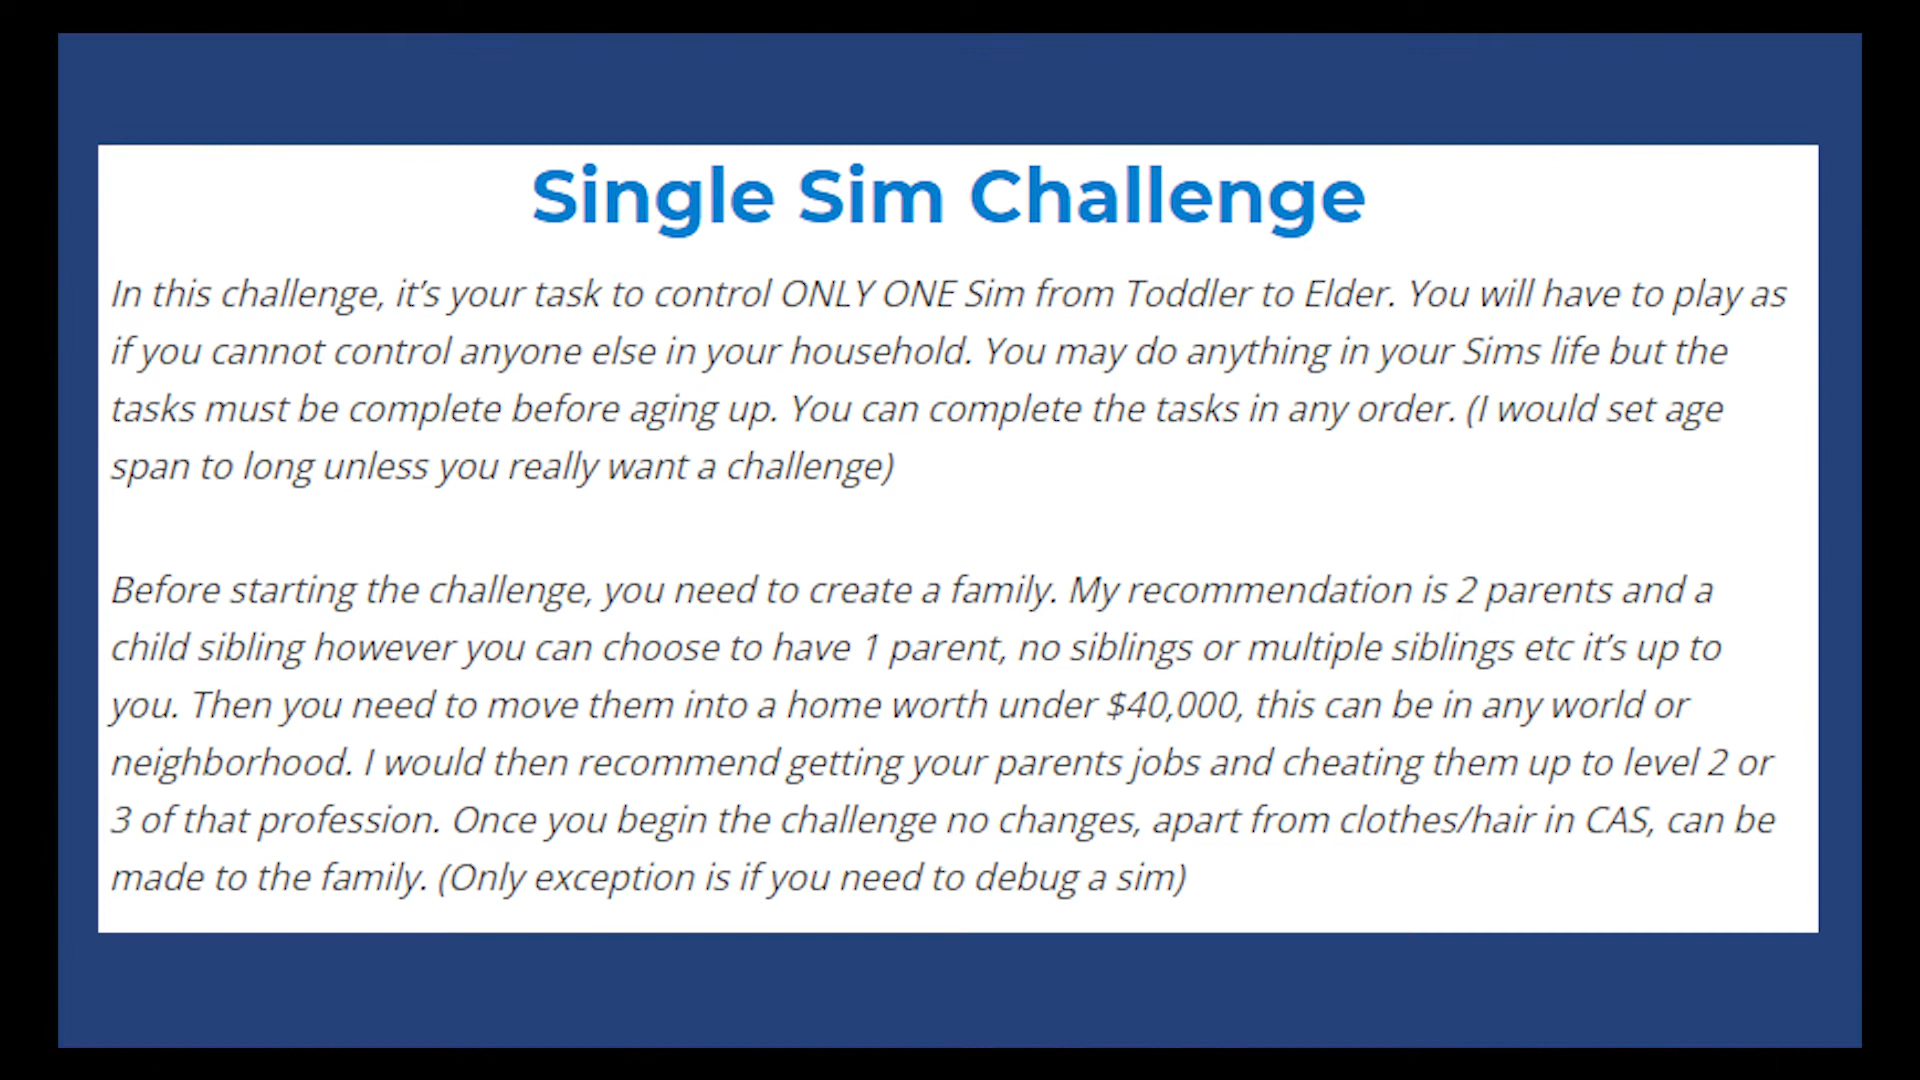 Single Sim Challenge
In this challenge, it's your task to control ONLY ONE Sim from Toddler to Elder. You will have to play as
if you cannot control anyone else in your household. You may do anything in your Sims life but the
tasks must be complete before aging up. You can complete the tasks in any order. (I would set age
span to long unless you really want a challenge)
Before starting the challenge, you need to create a family. My recommendation is 2 parents and a
child sibling however you can choose to have 1 parent, no siblings or multiple siblings etc it's up to
you. Then you need to move them into a home worth under $40,000, this can be in any world or
neighborhood. I would then recommend getting your parents jobs and cheating them up to level 2 or
3 of that profession. Once you begin the challenge no changes, apart from clothes/hair in CAS, can be
made to the family. (Only exception is if you need to debug a sim)